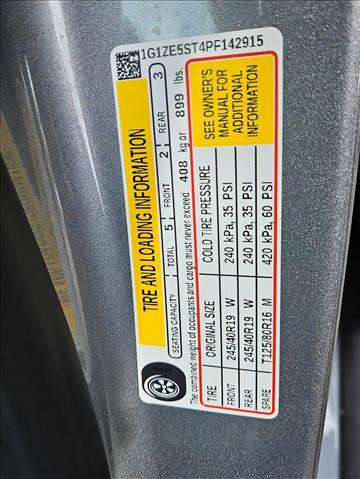 1G1ZE5ST4PF142915
TIRE AND LOADING INFORMATION
SEATING CAPACITY TOTAL 5 FRONT 2 REAR 3
The combined weight of occupants and cargo must never exceed 408 kg or 899 lbs.
TIRE ORIGINAL SIZE COLD TIRE PRESSURE
FRONT 245/40R19 W 240 kPa, 35 PSI
REAR 245/40R19 W 240 kPa, 35 PSI
SPARE T125/80R16 M 420 kPa, 60 PSI
SEE OWNER'S
MANUAL FOR
ADDITIONAL
INFORMATION